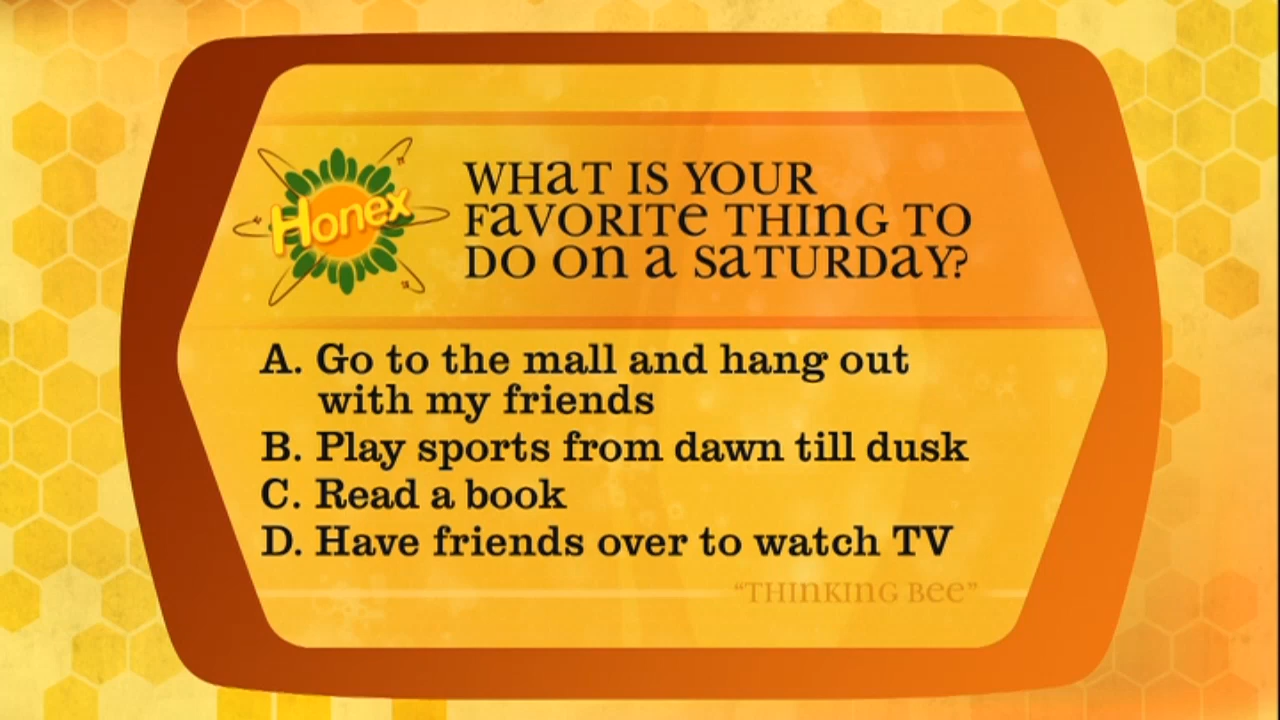 Honex
WHaT IS YOUR
FaVORITe THInG TO
DO On a SaTURDaY?
A. Go to the mall and hang out
with my friends
B. Play sports from dawn till dusk
C. Read a book
D. Have friends over to watch TV
“THInKInG Bee”